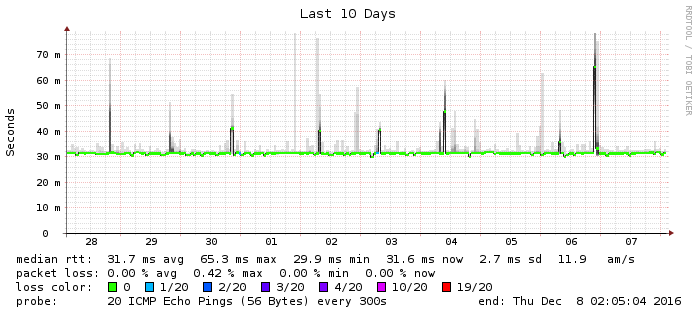 Last 10 Days
RRDTOOL / TOBI OETIKER
Seconds
70 m
60 m
50 m
40 m
30 m
20 m
10 m
0
28 29 30 01 02 03 04 05 06 07
median rtt: 31.7 ms avg 65.3 ms max 29.9 ms min 31.6 ms now 2.7 ms sd 11.9 am/s
packet loss: 0.00 % avg 0.42 % max 0.00 % min 0.00 % now
loss color: 0 1/20 2/20 3/20 4/20 10/20 19/20
probe: 20 ICMP Echo Pings (56 Bytes) every 300s end: Thu Dec 8 02:05:04 2016